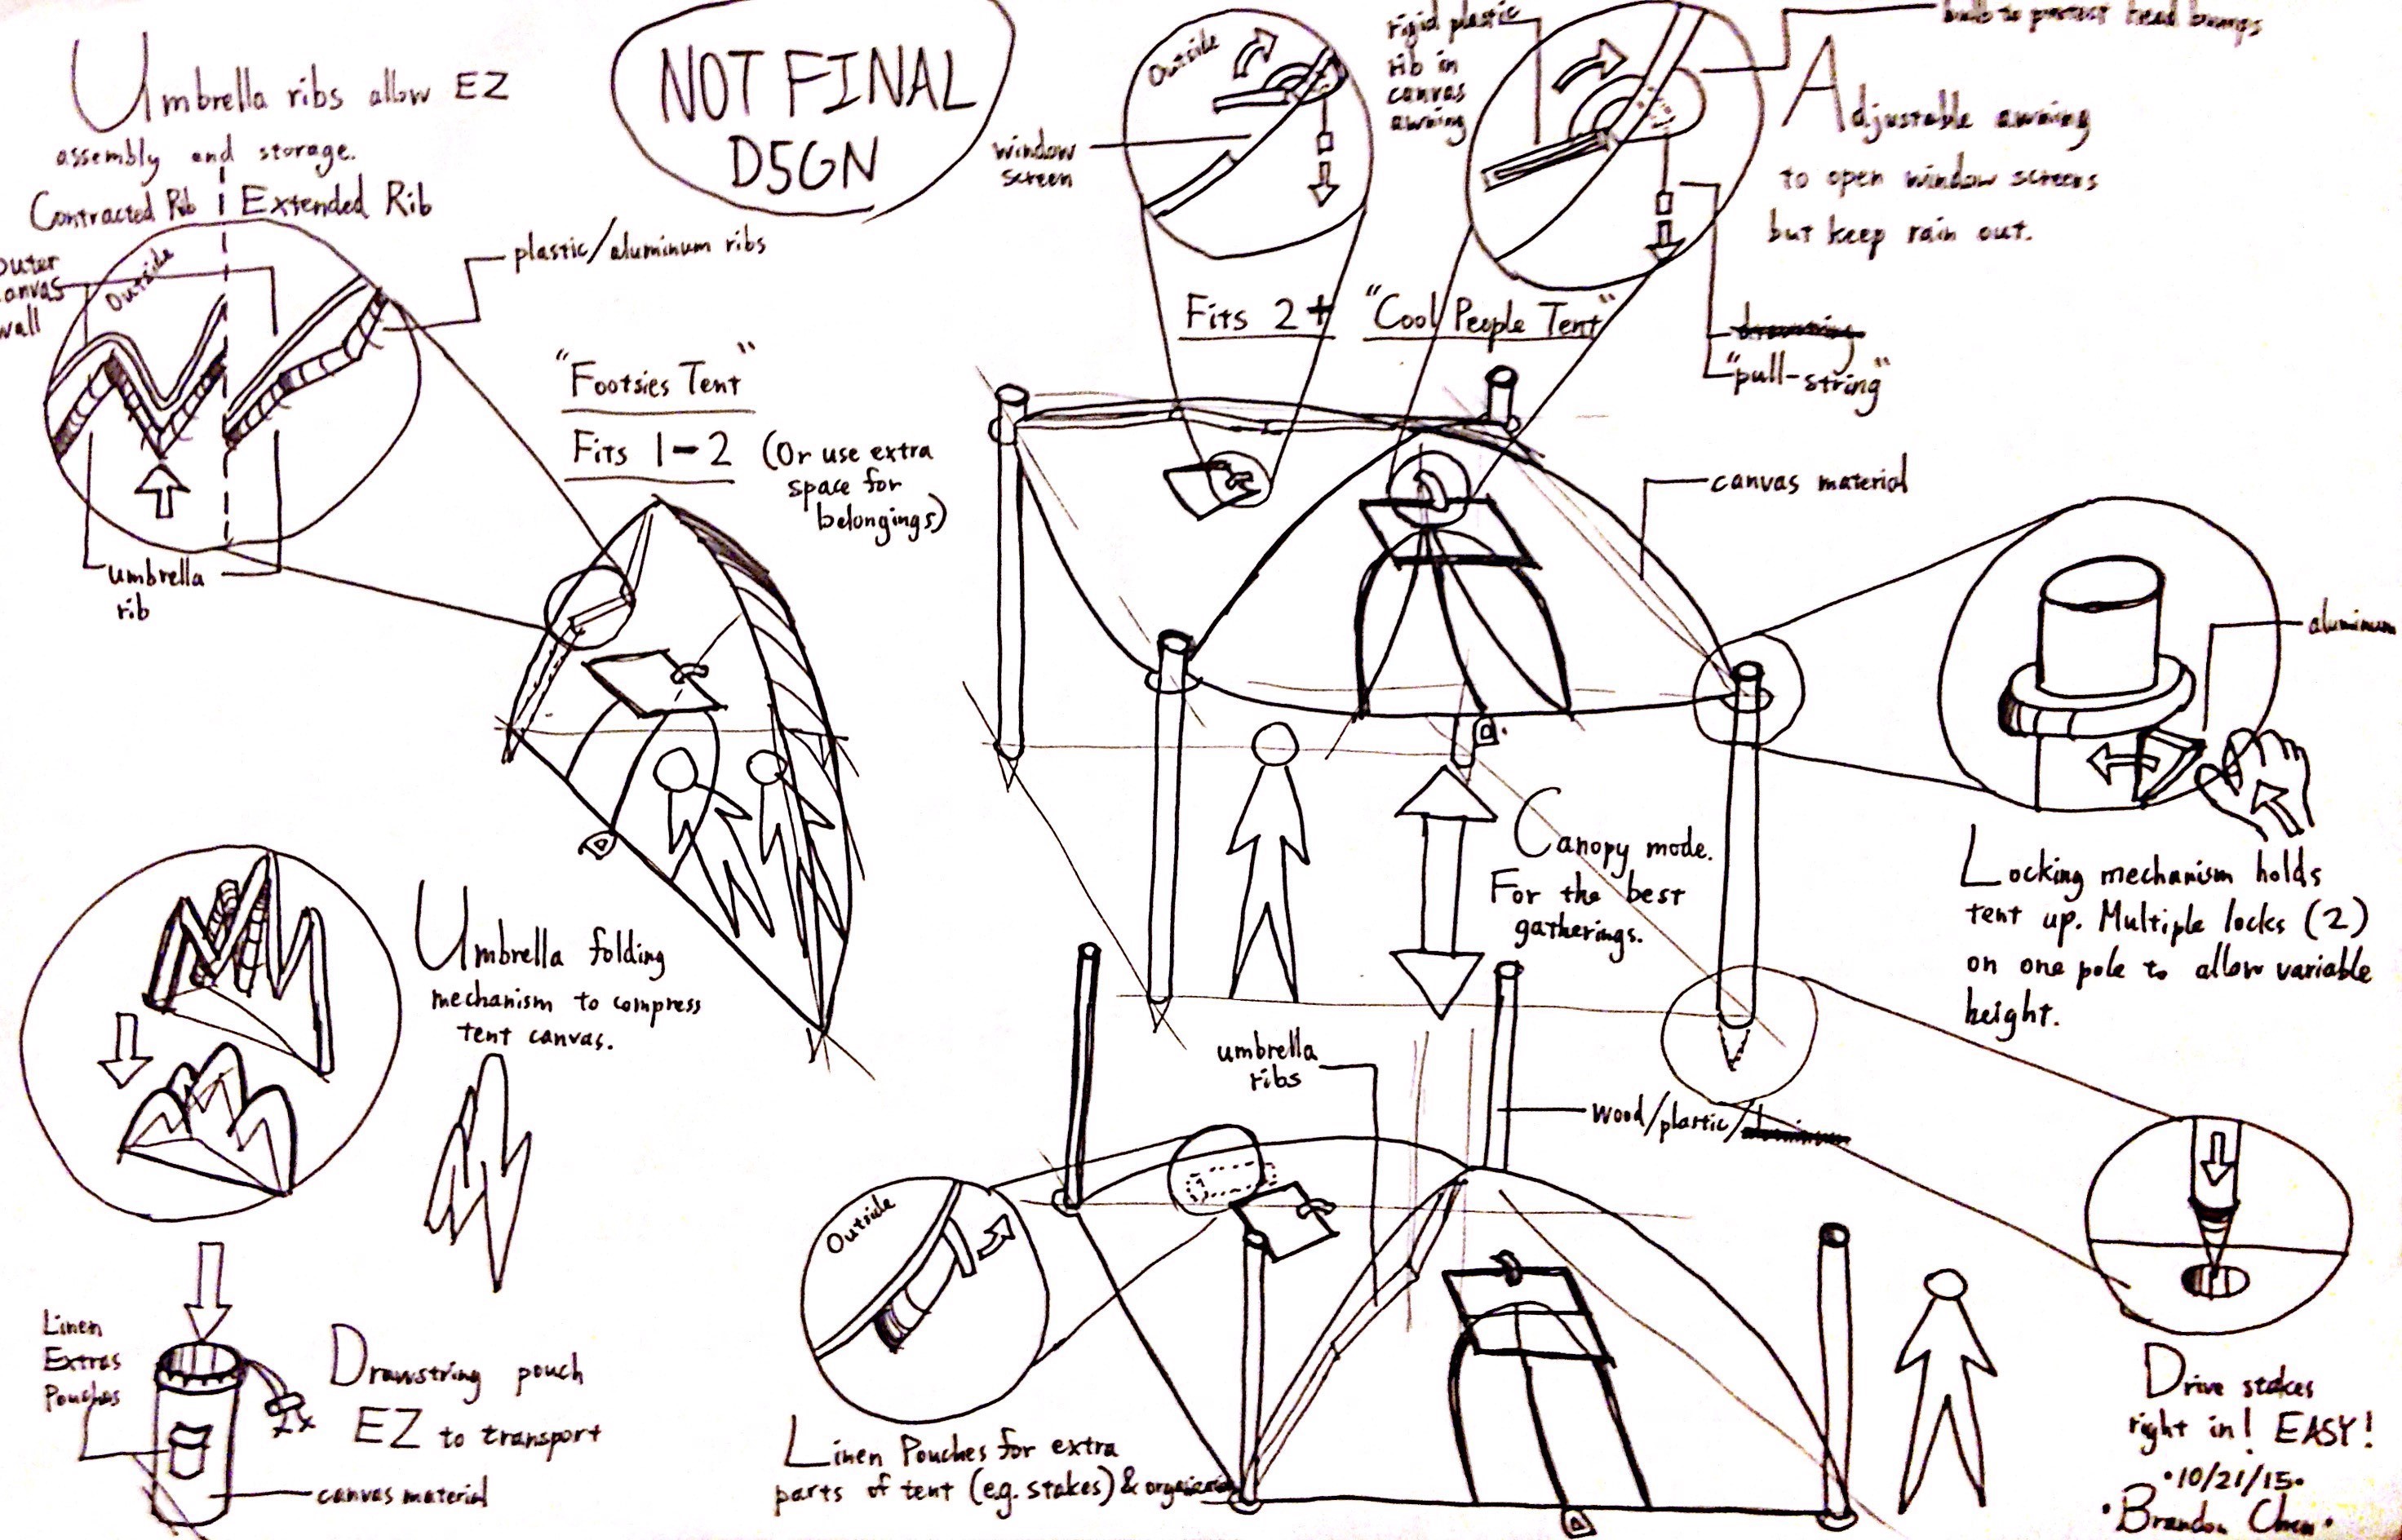 Umbrella ribs allow EZ
assembly and storage.
Contracted Rib
Extended Rib
outer
canvas
wall
Outside
plastic/aluminum ribs
umbrella
rib
NOT FINAL
D5GN
"Footsies Tent"
Fits 1-2
(Or use extra
space for
belongings)
Outside
window
screen
rigid plastic
rib in
canvas
awning
bulb to protect head bumps
Adjustable awning
to open window screens
but keep rain out.
drawstring
"pull-string"
Fits 2+ "Cool People Tent"
canvas material
aluminum
Locking mechanism holds
tent up. Multiple locks (2)
on one pole to allow variable
height.
Canopy mode.
For the best
gatherings.
Umbrella folding
mechanism to compress
tent canvas.
umbrella
ribs
wood/plastic/aluminum
Outside
Linen Pouches for extra
parts of tent (e.g. stakes) &
Linen
Extras
Pouches
Drawstring pouch
EZ to transport
2x
canvas material
Drive stakes
right in! EASY!
•10/21/15•
•Brandon Chen•